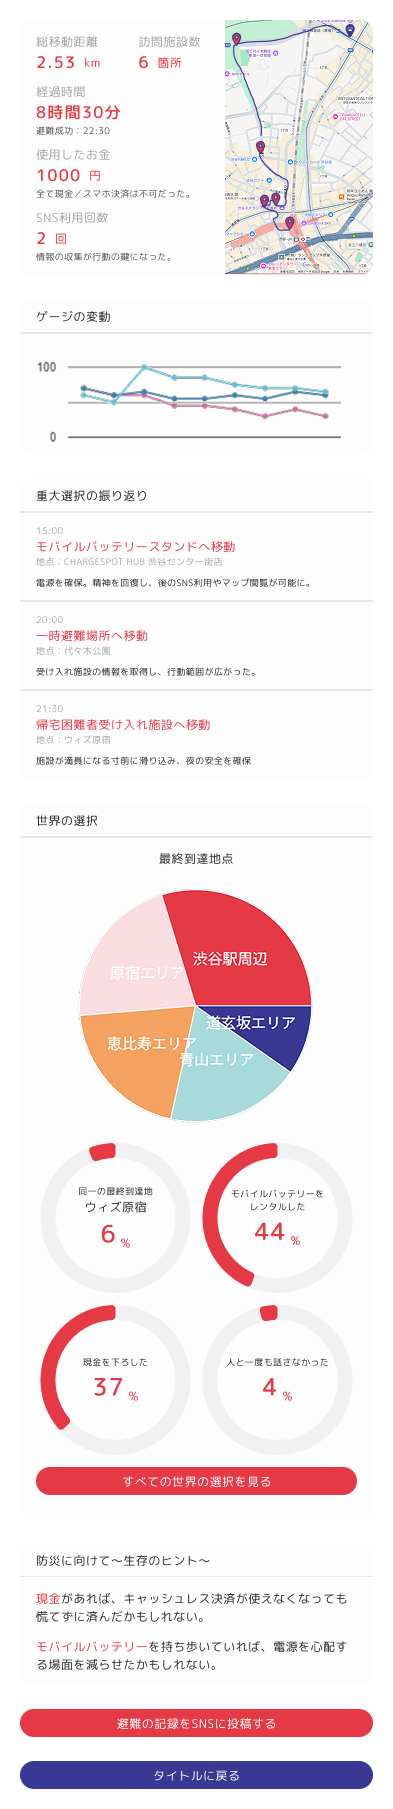 総移動距離
訪問施設数
2.53 km
6 箇所
経過時間
8時間30分
避難成功：22:30
使用したお金
1000 円
全て現金／スマホ決済は不可だった。
SNS利用回数
2 回
情報の収集が行動の鍵になった。
ゲージの変動
100
0
重大選択の振り返り
15:00
モバイルバッテリースタンドへ移動
地点：CHARGESPOT HUB 渋谷センター街店
電源を確保。精神を回復し、後のSNS利用やマップ閲覧が可能に。
20:00
一時避難場所へ移動
地点：代々木公園
受け入れ施設の情報を取得し、行動範囲が広がった。
21:30
帰宅困難者受け入れ施設へ移動
地点：ウィズ原宿
施設が満員になる寸前に滑り込み、夜の安全を確保
世界の選択
最終到達地点
渋谷駅周辺
原宿エリア
道玄坂エリア
恵比寿エリア
青山エリア
同一の最終到達地
ウィズ原宿
6 %
モバイルバッテリーを
レンタルした
44 %
現金を下ろした
37 %
人と一度も話さなかった
4 %
すべての世界の選択を見る
防災に向けて〜生存のヒント〜
現金があれば、キャッシュレス決済が使えなくなっても
慌てずに済んだかもしれない。
モバイルバッテリーを持ち歩いていれば、電源を心配す
る場面を減らせたかもしれない。
避難の記録をSNSに投稿する
タイトルに戻る